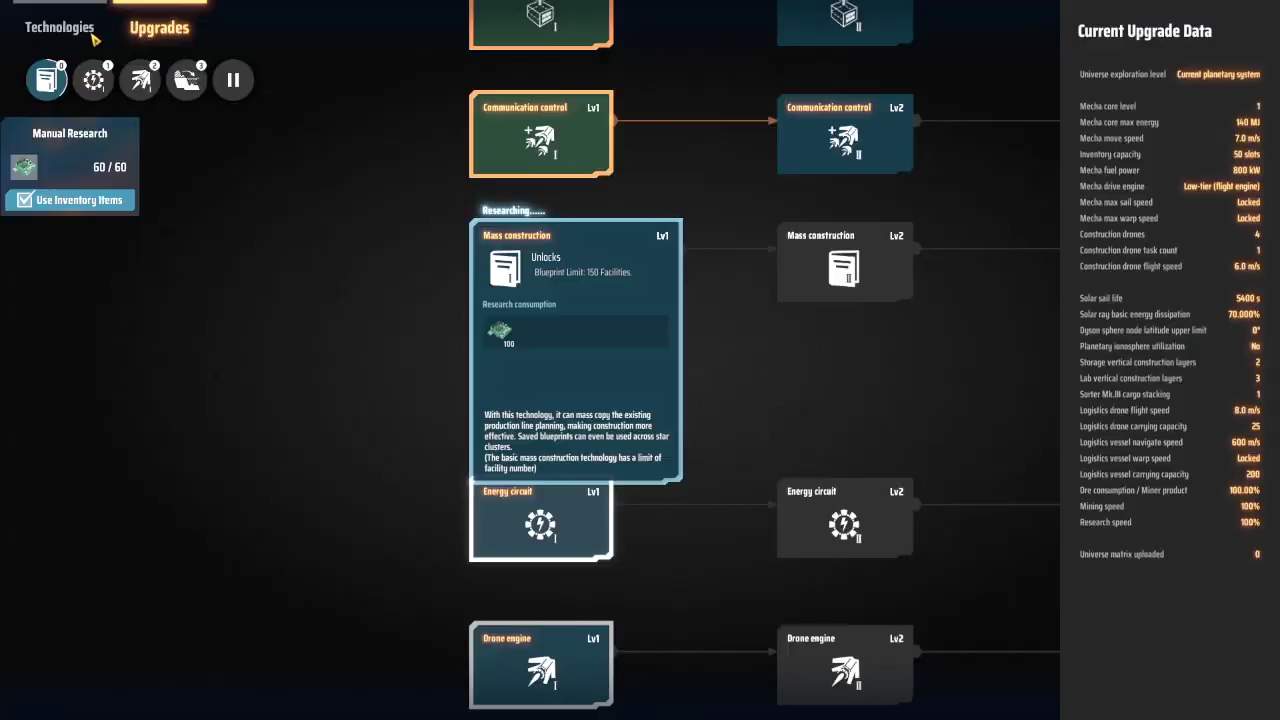 Technologies
Upgrades
0
1
2
3
Manual Research
60 / 60
Use Inventory Items
I
II
Communication control Lv1
I
Communication control Lv2
II
Researching......
Mass construction Lv1
I
Unlocks
Blueprint Limit: 150 Facilities.
Research consumption
100
With this technology, it can mass copy the existing
production line planning, making construction more
effective. Saved blueprints can even be used across star
clusters.
(The basic mass construction technology has a limit of
facility number)
Mass construction Lv2
II
Energy circuit Lv1
I
Energy circuit Lv2
II
Drone engine Lv1
I
Drone engine Lv2
II
Current Upgrade Data
Universe exploration level Current planetary system
Mecha core level 1
Mecha core max energy 140 MJ
Mecha move speed 7.0 m/s
Inventory capacity 50 slots
Mecha fuel power 800 kW
Mecha drive engine Low-tier (flight engine)
Mecha max sail speed Locked
Mecha max warp speed Locked
Construction drones 4
Construction drone task count 1
Construction drone flight speed 6.0 m/s
Solar sail life 5400 s
Solar ray basic energy dissipation 70.000%
Dyson sphere node latitude upper limit 0°
Planetary ionosphere utilization No
Storage vertical construction layers 2
Lab vertical construction layers 3
Sorter Mk.III cargo stacking 1
Logistics drone flight speed 8.0 m/s
Logistics drone carrying capacity 25
Logistics vessel navigate speed 600 m/s
Logistics vessel warp speed Locked
Logistics vessel carrying capacity 200
Ore consumption / Miner product 100.00%
Mining speed 100%
Research speed 100%
Universe matrix uploaded 0